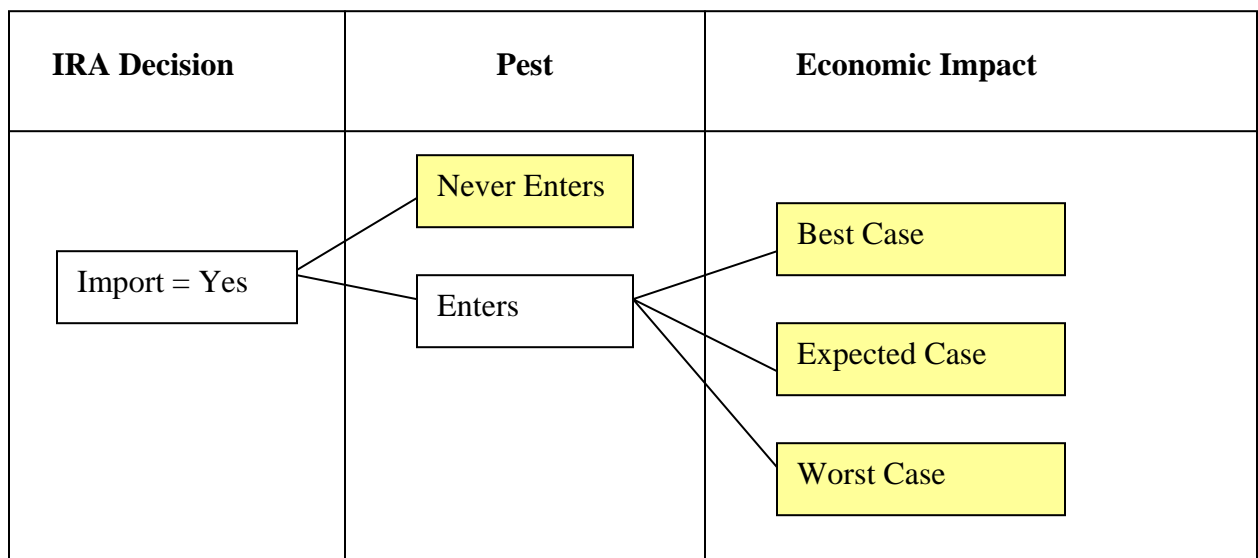 IRA Decision
Pest
Economic Impact
Never Enters
Best Case
Import = Yes
Enters
Expected Case
Worst Case